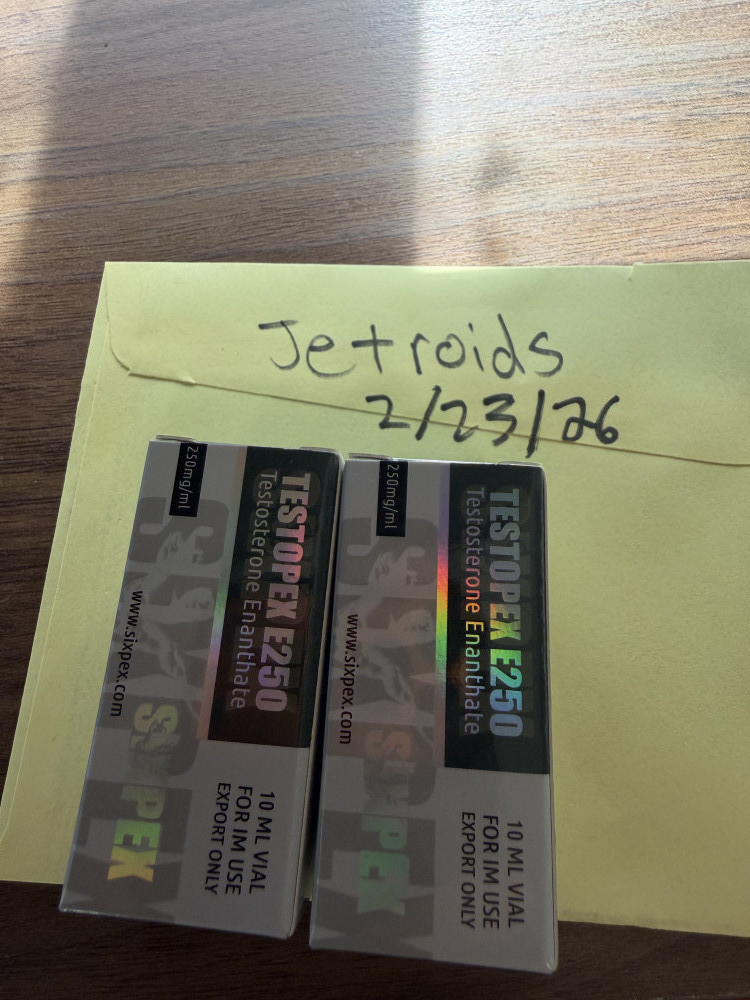 Jetroids
2/23/26
250mg/ml
TESTOPEX E250
Testosterone Enanthate
www.sixpex.com
SIXPEX
10 ML VIAL
FOR IM USE
EXPORT ONLY
250mg/ml
TESTOPEX E250
Testosterone Enanthate
www.sixpex.com
SIXPEX
10 ML VIAL
FOR IM USE
EXPORT ONLY